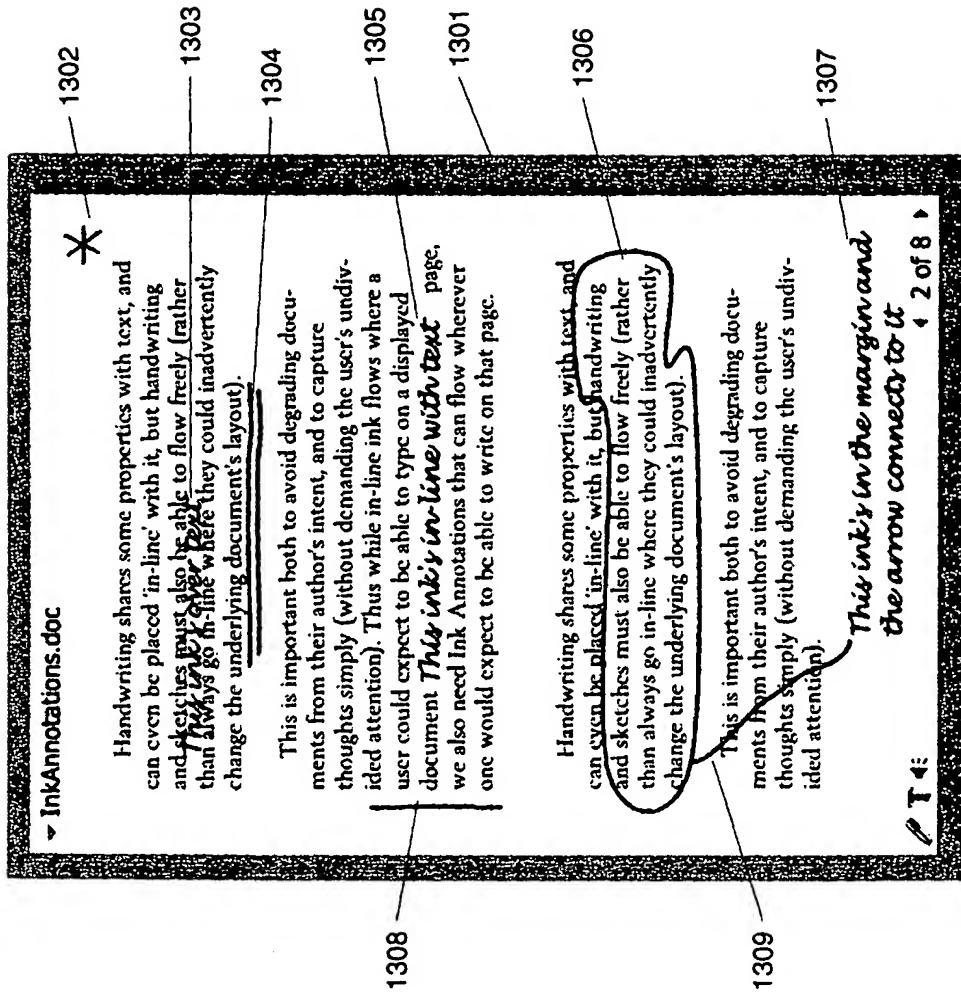 1302
1303
1304
1305
1301
1306
1307
1308
1309
InkAnnotations.doc
*
Handwriting shares some properties with text, and
can even be placed 'in-line' with it, but handwriting
and sketches must also be able to flow freely (rather
This ink's over text
than always go in-line where they could inadvertently
change the underlying document's layout).
This is important both to avoid degrading docu-
ments from their author's intent, and to capture
thoughts simply (without demanding the user's undiv-
ided attention). Thus while in-line ink flows where a
user could expect to be able to type on a displayed
document This ink's in-line with text page,
we also need Ink Annotations that can flow wherever
one would expect to be able to write on that page.
Handwriting shares some properties with text, and
can even be placed 'in-line' with it, but handwriting
and sketches must also be able to flow freely (rather
than always go in-line where they could inadvertently
change the underlying document's layout).
This is important both to avoid degrading docu-
ments from their author's intent, and to capture
thoughts simply (without demanding the user's undiv-
ided attention).
This ink's in the margin and
the arrow connects to it
T 2 of 8